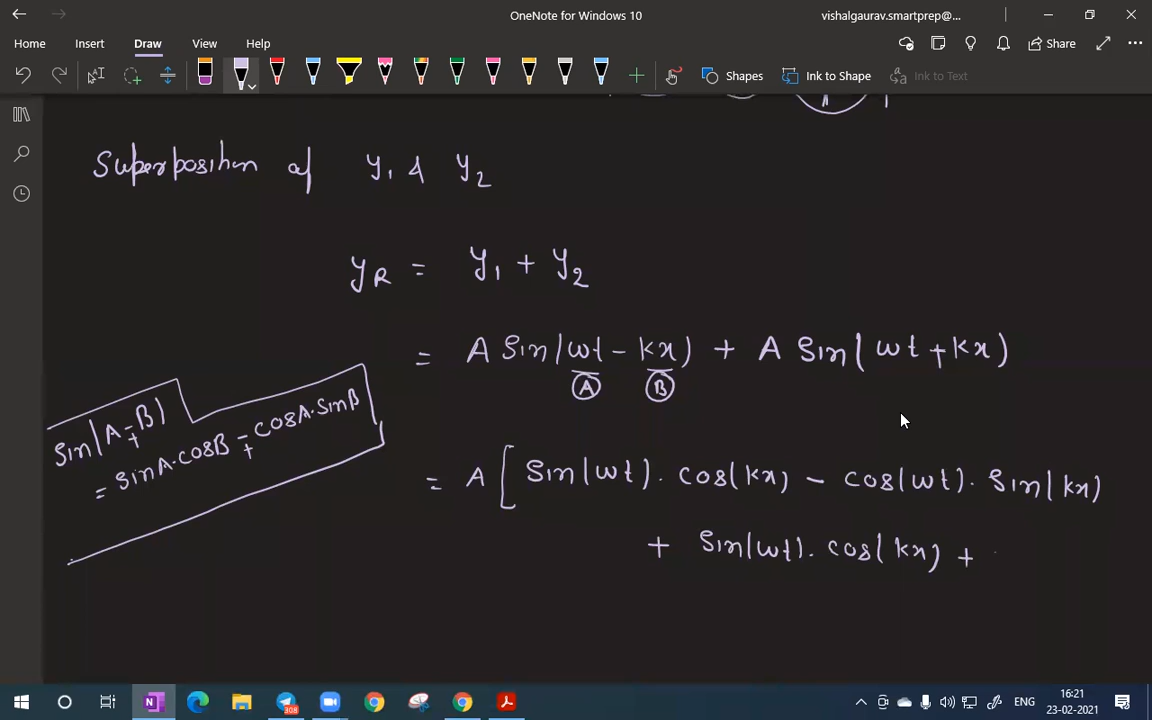 OneNote for Windows 10
vishalgaurav.smartprep@...
Home Insert Draw View Help
Share
Shapes
Ink to Shape
Ink to Text
Superposition of y₁ & y₂
y_R = y₁ + y₂
= A Sin(ωt - kx) + A Sin(ωt + kx)
A B
Sin(A ∓ B)
= SinA·cosB ∓ cosA·SinB
= A [ Sin(ωt) . cos(kx) - cos(ωt) . Sin(kx)
+ Sin(ωt) . cos(kx) +
308
ENG
16:21
23-02-2021